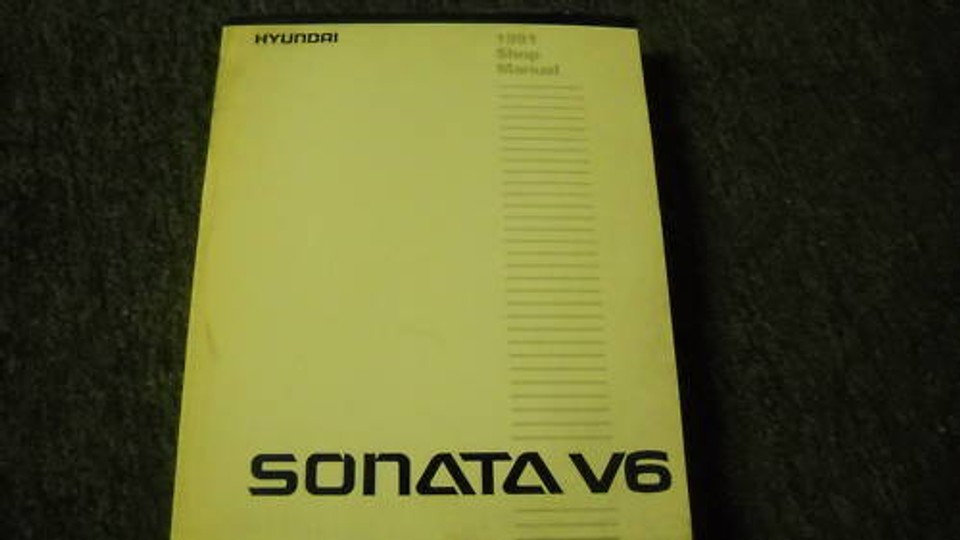 HYUNDAI
1991
Shop
Manual
SONATA V6